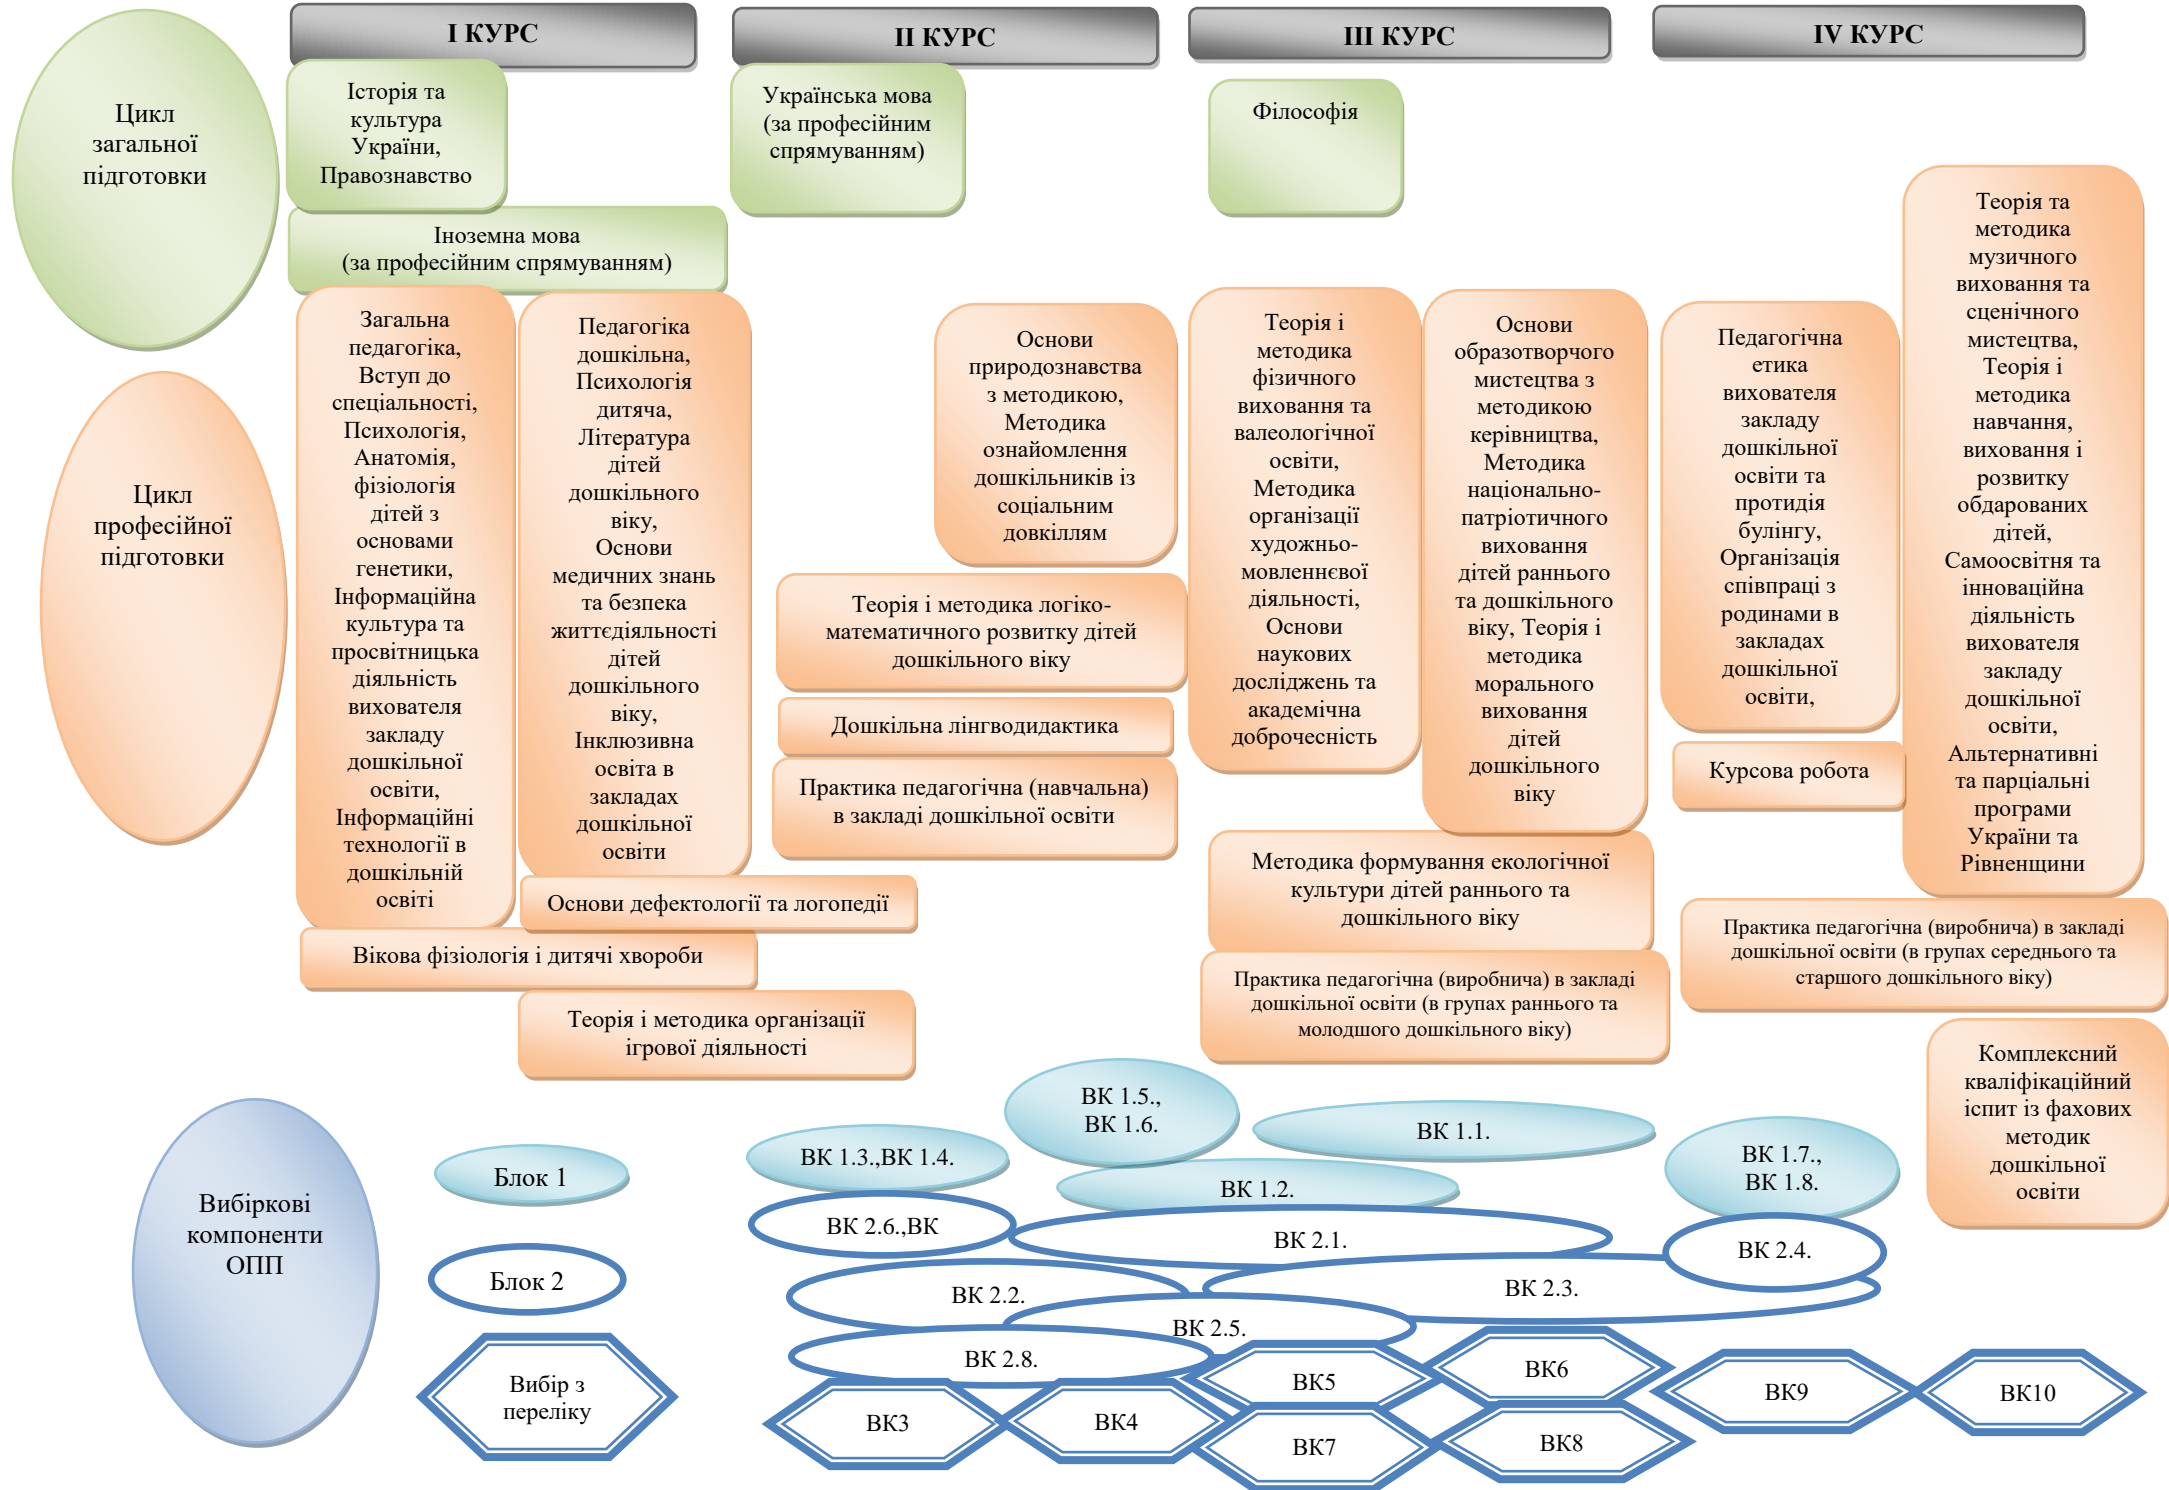 І КУРС
ІІ КУРС
ІІІ КУРС
ІV КУРС
Цикл
загальної
підготовки
Історія та
культура
України,
Правознавство
Українська мова
(за професійним
спрямуванням)
Філософія
Іноземна мова
(за професійним спрямуванням)
Цикл
професійної
підготовки
Загальна
педагогіка,
Вступ до
спеціальності,
Психологія,
Анатомія,
фізіологія
дітей з
основами
генетики,
Інформаційна
культура та
просвітницька
діяльність
вихователя
закладу
дошкільної
освіти,
Інформаційні
технології в
дошкільній
освіті
Педагогіка
дошкільна,
Психологія
дитяча,
Література
дітей
дошкільного
віку,
Основи
медичних знань
та безпека
життєдіяльності
дітей
дошкільного
віку,
Інклюзивна
освіта в
закладах
дошкільної
освіти
Основи дефектології та логопедії
Вікова фізіологія і дитячі хвороби
Теорія і методика організації
ігрової діяльності
Основи
природознавства
з методикою,
Методика
ознайомлення
дошкільників із
соціальним
довкіллям
Теорія і методика логіко-
математичного розвитку дітей
дошкільного віку
Дошкільна лінгводидактика
Практика педагогічна (навчальна)
в закладі дошкільної освіти
Теорія і
методика
фізичного
виховання та
валеологічної
освіти,
Методика
організації
художньо-
мовленнєвої
діяльності,
Основи
наукових
досліджень та
академічна
доброчесність
Основи
образотворчого
мистецтва з
методикою
керівництва,
Методика
національно-
патріотичного
виховання
дітей раннього
та дошкільного
віку, Теорія і
методика
морального
виховання
дітей
дошкільного
віку
Методика формування екологічної
культури дітей раннього та
дошкільного віку
Практика педагогічна (виробнича) в закладі
дошкільної освіти (в групах раннього та
молодшого дошкільного віку)
Педагогічна
етика
вихователя
закладу
дошкільної
освіти та
протидія
булінгу,
Організація
співпраці з
родинами в
закладах
дошкільної
освіти,
Курсова робота
Теорія та
методика
музичного
виховання та
сценічного
мистецтва,
Теорія і
методика
навчання,
виховання і
розвитку
обдарованих
дітей,
Самоосвітня та
інноваційна
діяльність
вихователя
закладу
дошкільної
освіти,
Альтернативні
та парціальні
програми
України та
Рівненщини
Практика педагогічна (виробнича) в закладі
дошкільної освіти (в групах середнього та
старшого дошкільного віку)
Комплексний
кваліфікаційний
іспит із фахових
методик
дошкільної
освіти
Вибіркові
компоненти
ОПП
Блок 1
Блок 2
Вибір з
переліку
ВК 1.5.,
ВК 1.6.
ВК 1.1.
ВК 1.3.,ВК 1.4.
ВК 1.2.
ВК 1.7.,
ВК 1.8.
ВК 2.6.,ВК
ВК 2.1.
ВК 2.4.
ВК 2.2.
ВК 2.3.
ВК 2.5.
ВК 2.8.
ВК3
ВК4
ВК5
ВК6
ВК7
ВК8
ВК9
ВК10